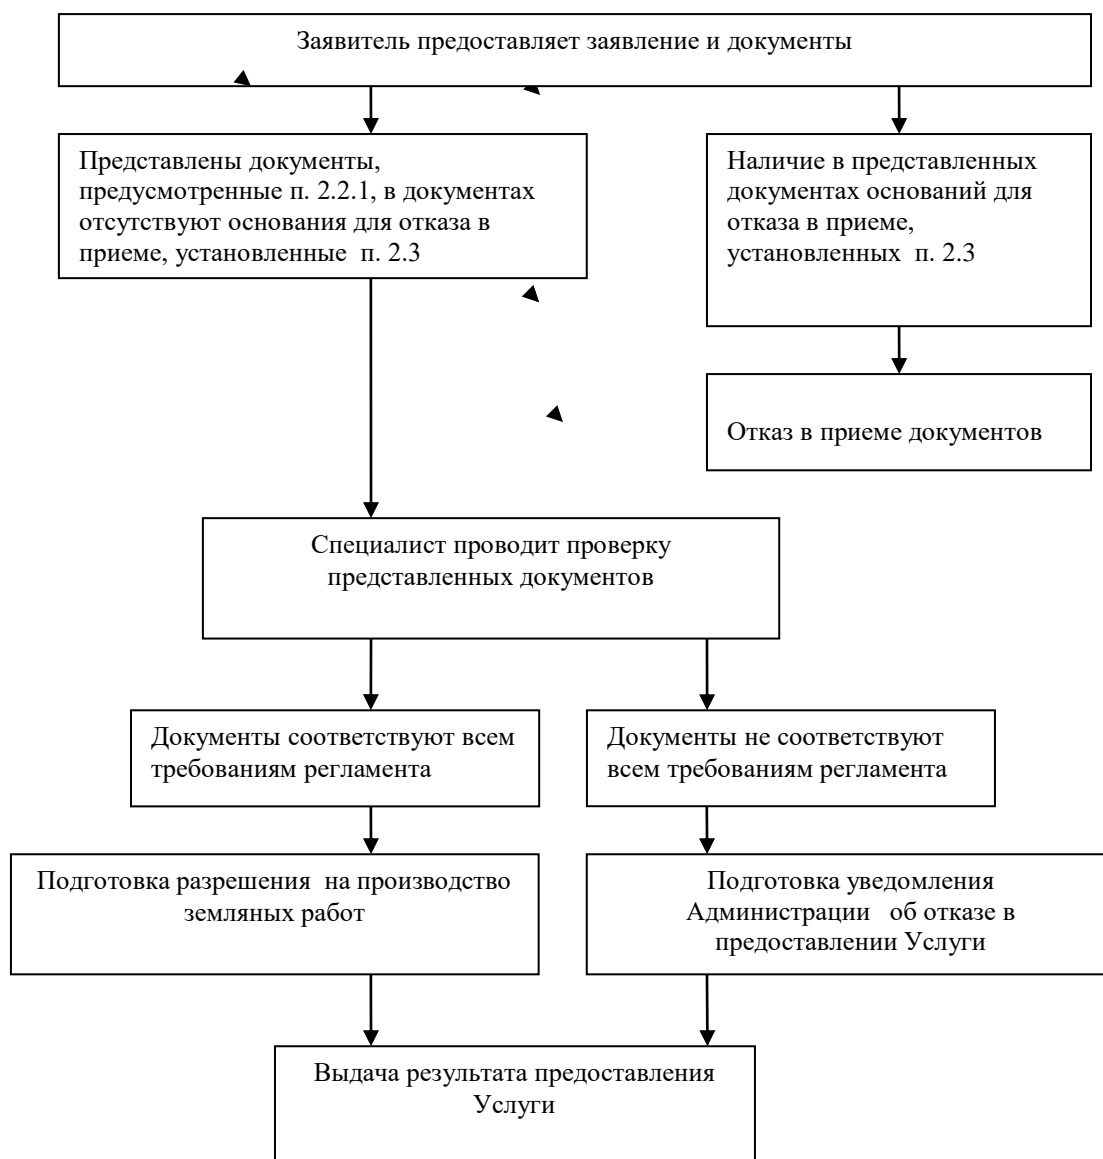 Заявитель предоставляет заявление и документы
Представлены документы,
предусмотренные п. 2.2.1, в документах
отсутствуют основания для отказа в
приеме, установленные п. 2.3
Наличие в представленных
документах оснований для
отказа в приеме,
установленных п. 2.3
Отказ в приеме документов
Специалист проводит проверку
представленных документов
Документы соответствуют всем
требованиям регламента
Документы не соответствуют
всем требованиям регламента
Подготовка разрешения на производство
земляных работ
Подготовка уведомления
Администрации об отказе в
предоставлении Услуги
Выдача результата предоставления
Услуги